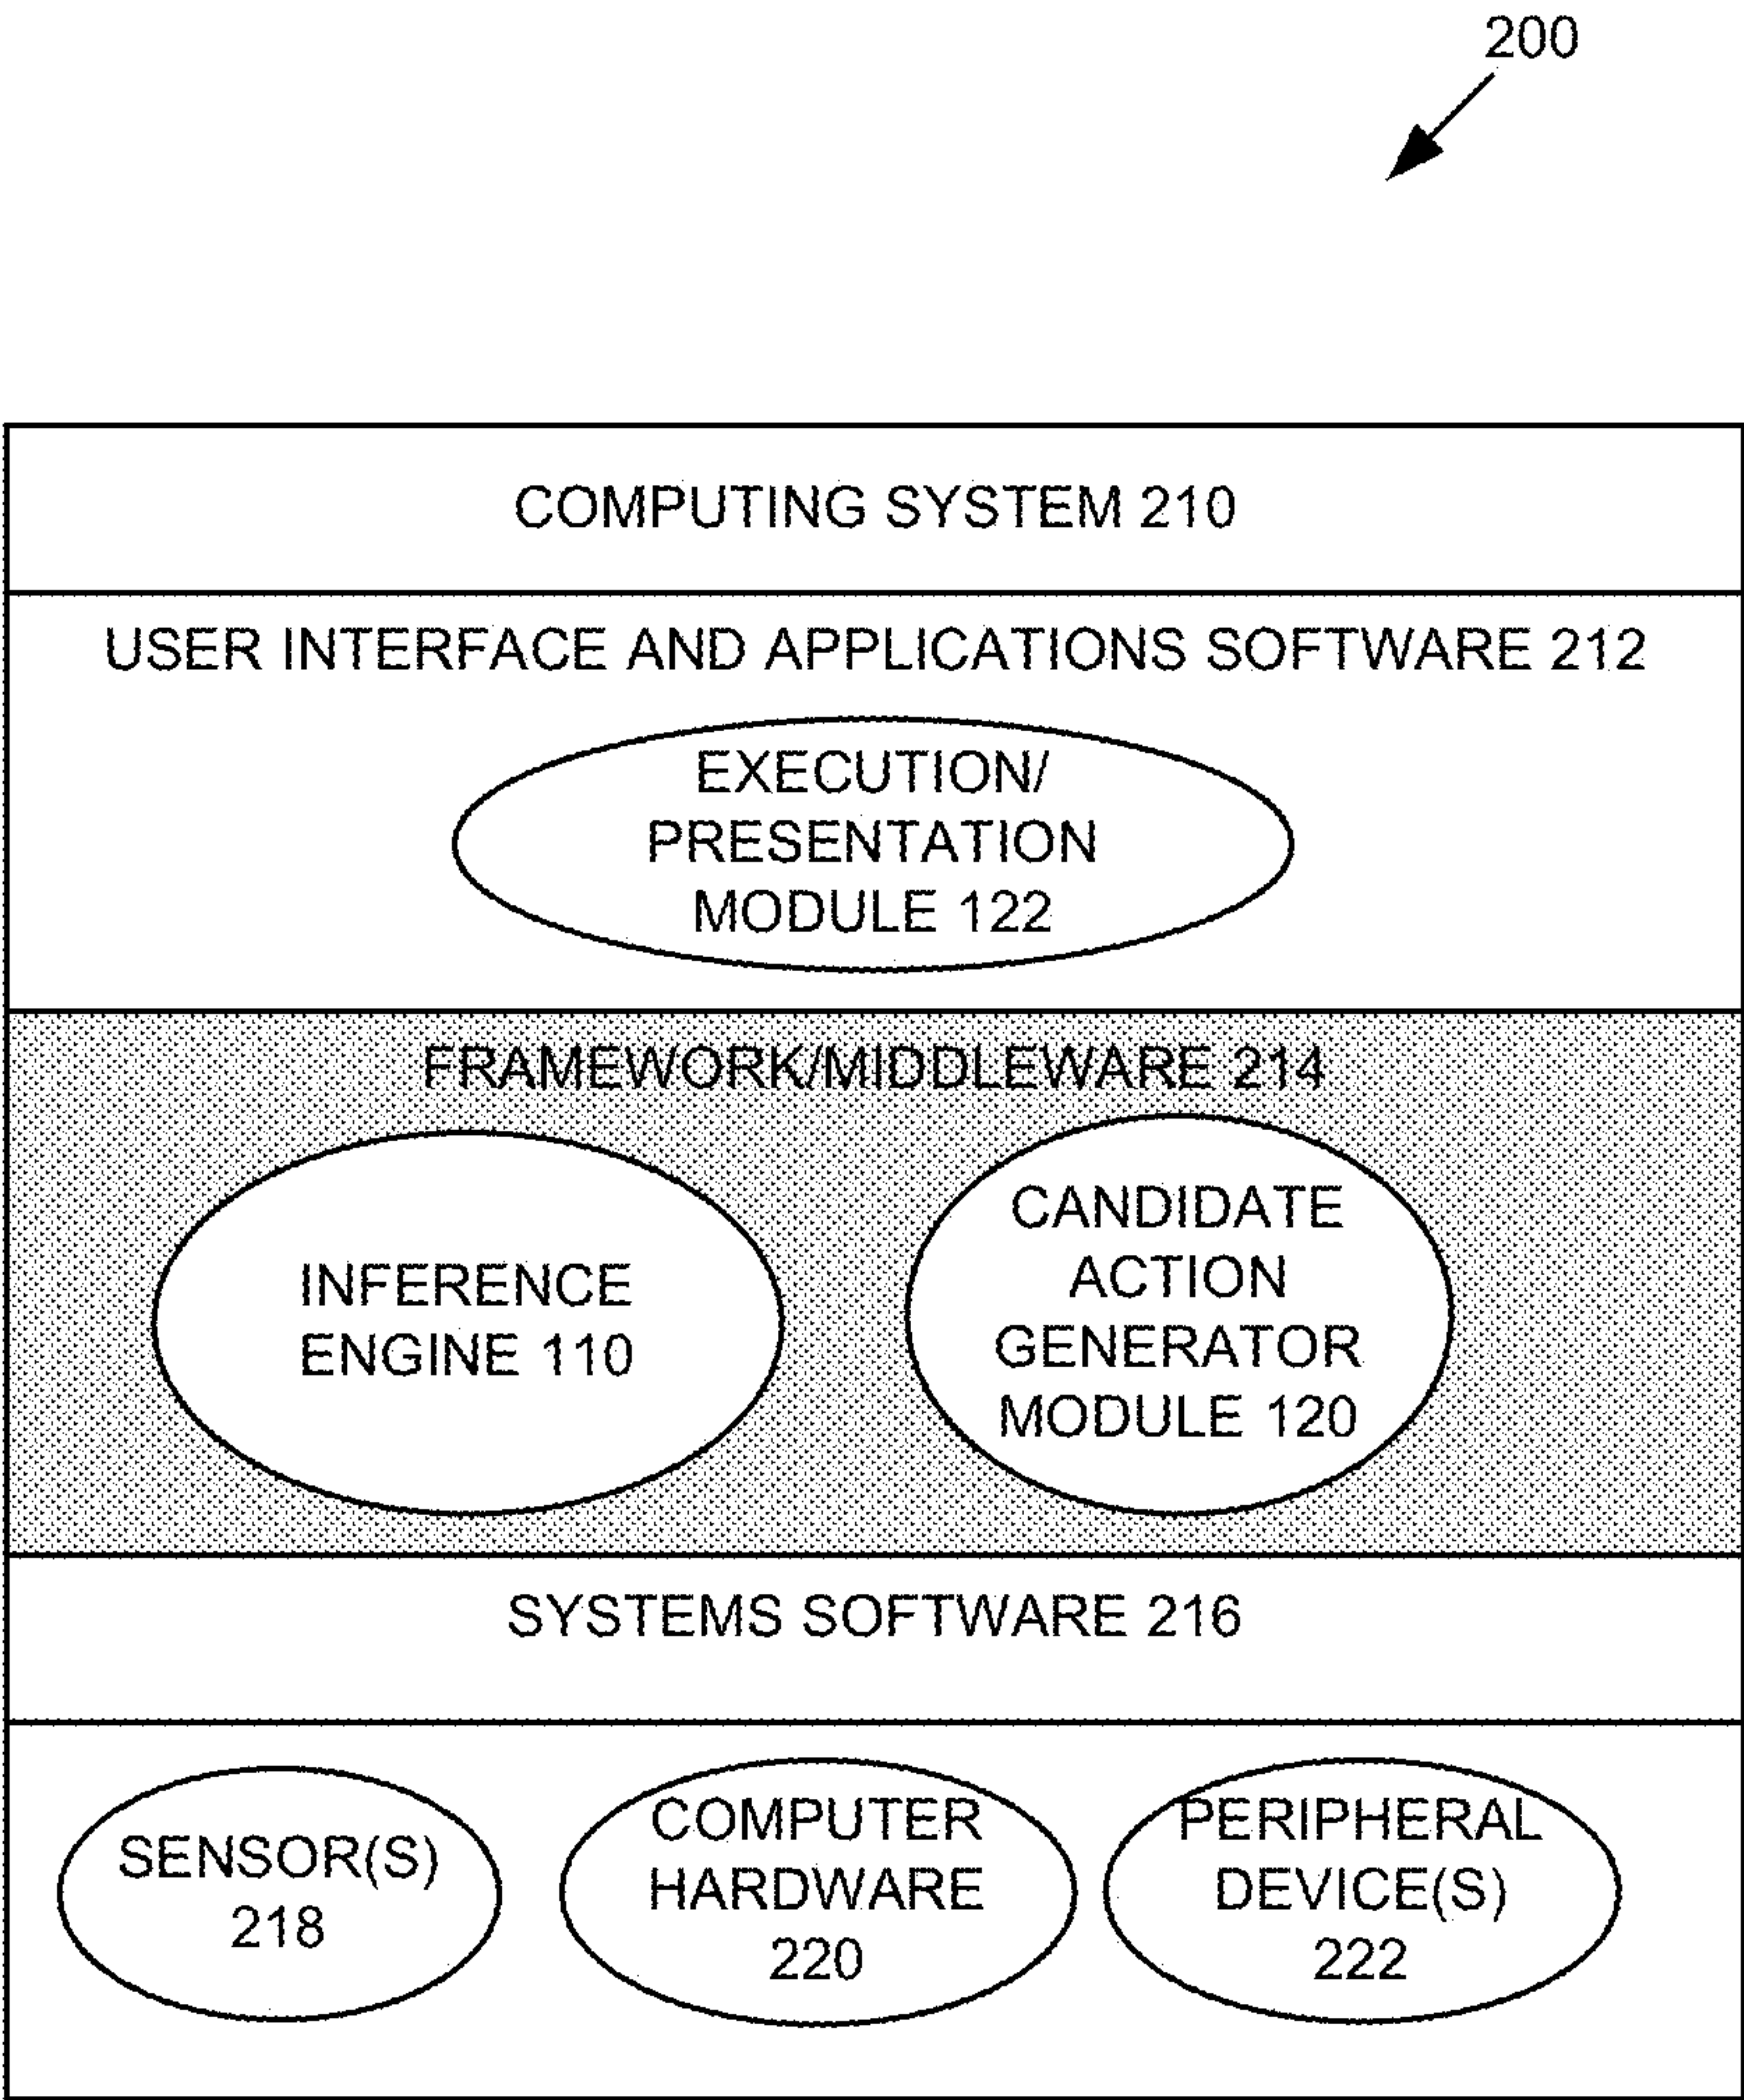 200
COMPUTING SYSTEM 210
USER INTERFACE AND APPLICATIONS SOFTWARE 212
EXECUTION/
PRESENTATION
MODULE 122
FRAMEWORK/MIDDLEWARE 214
INFERENCE
ENGINE 110
CANDIDATE
ACTION
GENERATOR
MODULE 120
SYSTEMS SOFTWARE 216
SENSOR(S)
218
COMPUTER
HARDWARE
220
PERIPHERAL
DEVICE(S)
222